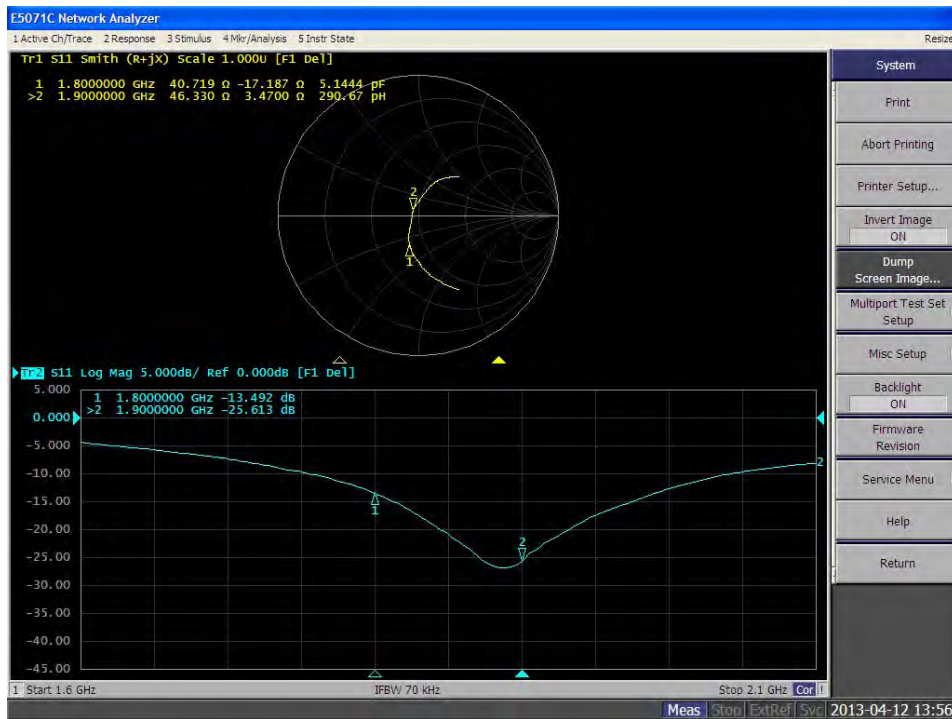 E5071C Network Analyzer
1 Active Ch/Trace 2 Response 3 Stimulus 4 Mkr/Analysis 5 Instr State
Resize
Tr1 S11 Smith (R+jX) Scale 1.000U [F1 Del]
1 1.8000000 GHz 40.719 Ω -17.187 Ω 5.1444 pF
>2 1.9000000 GHz 46.330 Ω 3.4700 Ω 290.67 pH
2
1
Tr2 S11 Log Mag 5.000dB/ Ref 0.000dB [F1 Del]
1 1.8000000 GHz -13.492 dB
>2 1.9000000 GHz -25.613 dB
5.000
0.000
-5.000
-10.00
-15.00
-20.00
-25.00
-30.00
-35.00
-40.00
-45.00
2
1
2
System
Print
Abort Printing
Printer Setup...
Invert Image
ON
Dump
Screen Image...
Multiport Test Set
Setup
Misc Setup
Backlight
ON
Firmware
Revision
Service Menu
Help
Return
1 Start 1.6 GHz
IFBW 70 kHz
Stop 2.1 GHz Cor !
Meas Stop ExtRef Svc 2013-04-12 13:56